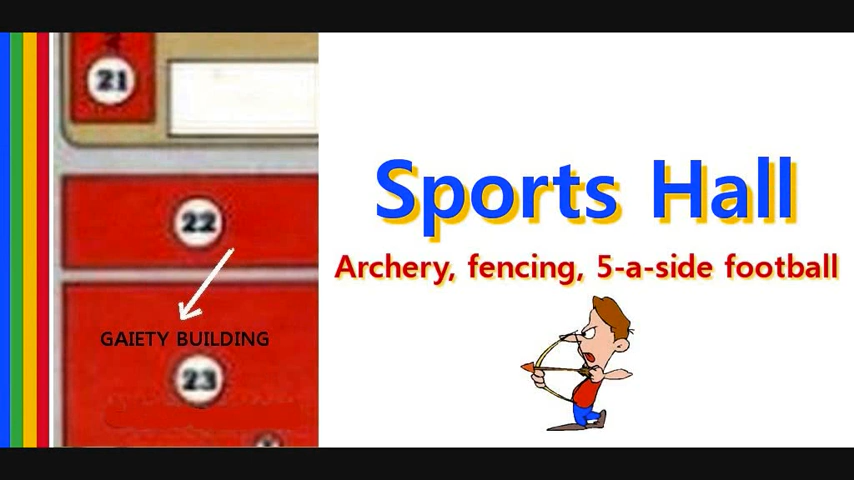 21
22
GAIETY BUILDING
23
Sports Hall
Archery, fencing, 5-a-side football